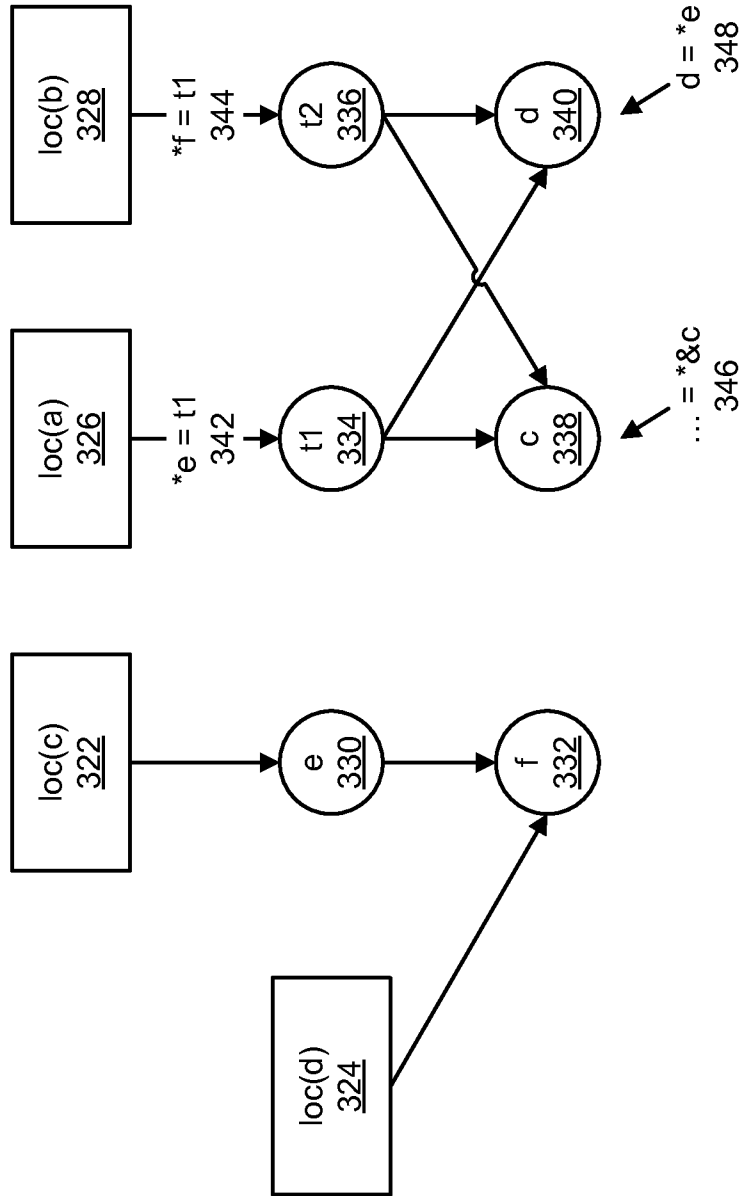 loc(c)
322
loc(a)
326
loc(b)
328
*e = t1
342
*f = t1
344
loc(d)
324
e
330
t1
334
t2
336
f
332
c
338
d
340
... = *&c
346
d = *e
348